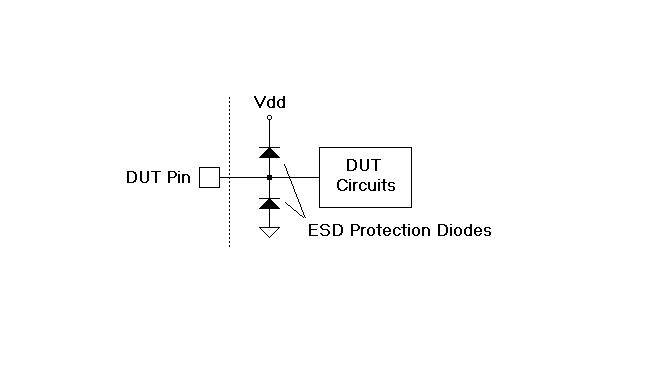 Vdd
DUT Pin
DUT
Circuits
ESD Protection Diodes